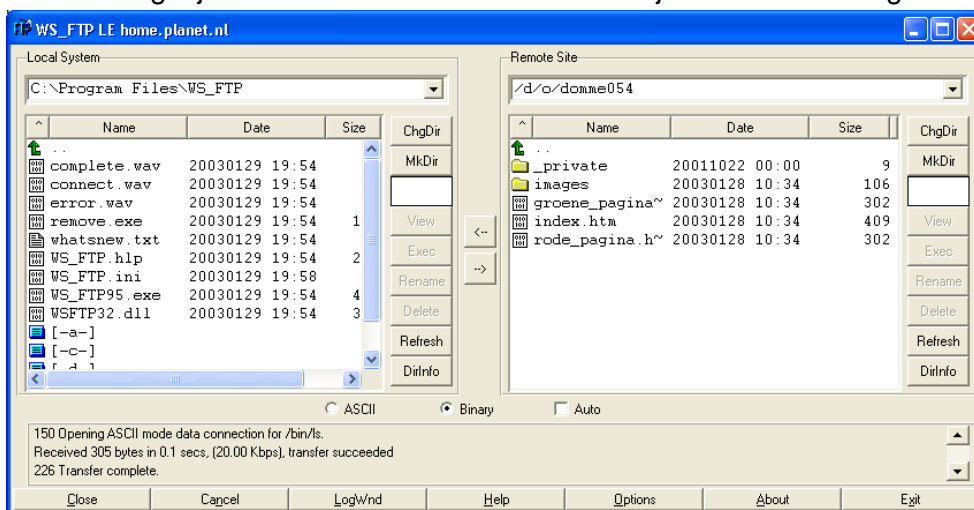 WS_FTP LE home.planet.nl
Local System
C:\Program Files\WS_FTP
^ Name Date Size
..
complete.wav 20030129 19:54
connect.wav 20030129 19:54
error.wav 20030129 19:54
remove.exe 20030129 19:54 1
whatsnew.txt 20030129 19:54
WS_FTP.hlp 20030129 19:54 2
WS_FTP.ini 20030129 19:58
WS_FTP95.exe 20030129 19:54 4
WSFTP32.dll 20030129 19:54 3
[-a-]
[-c-]
[-d-]
ChgDir
MkDir
View
Exec
Rename
Delete
Refresh
DirInfo
<--
-->
Remote Site
/d/o/domme054
^ Name Date Size
..
_private 20011022 00:00 9
images 20030128 10:34 106
groene_pagina~ 20030128 10:34 302
index.htm 20030128 10:34 409
rode_pagina.h~ 20030128 10:34 302
ChgDir
MkDir
View
Exec
Rename
Delete
Refresh
DirInfo
ASCII Binary Auto
150 Opening ASCII mode data connection for /bin/ls.
Received 305 bytes in 0.1 secs, (20.00 Kbps), transfer succeeded
226 Transfer complete.
Close Cancel LogWnd Help Options About Exit